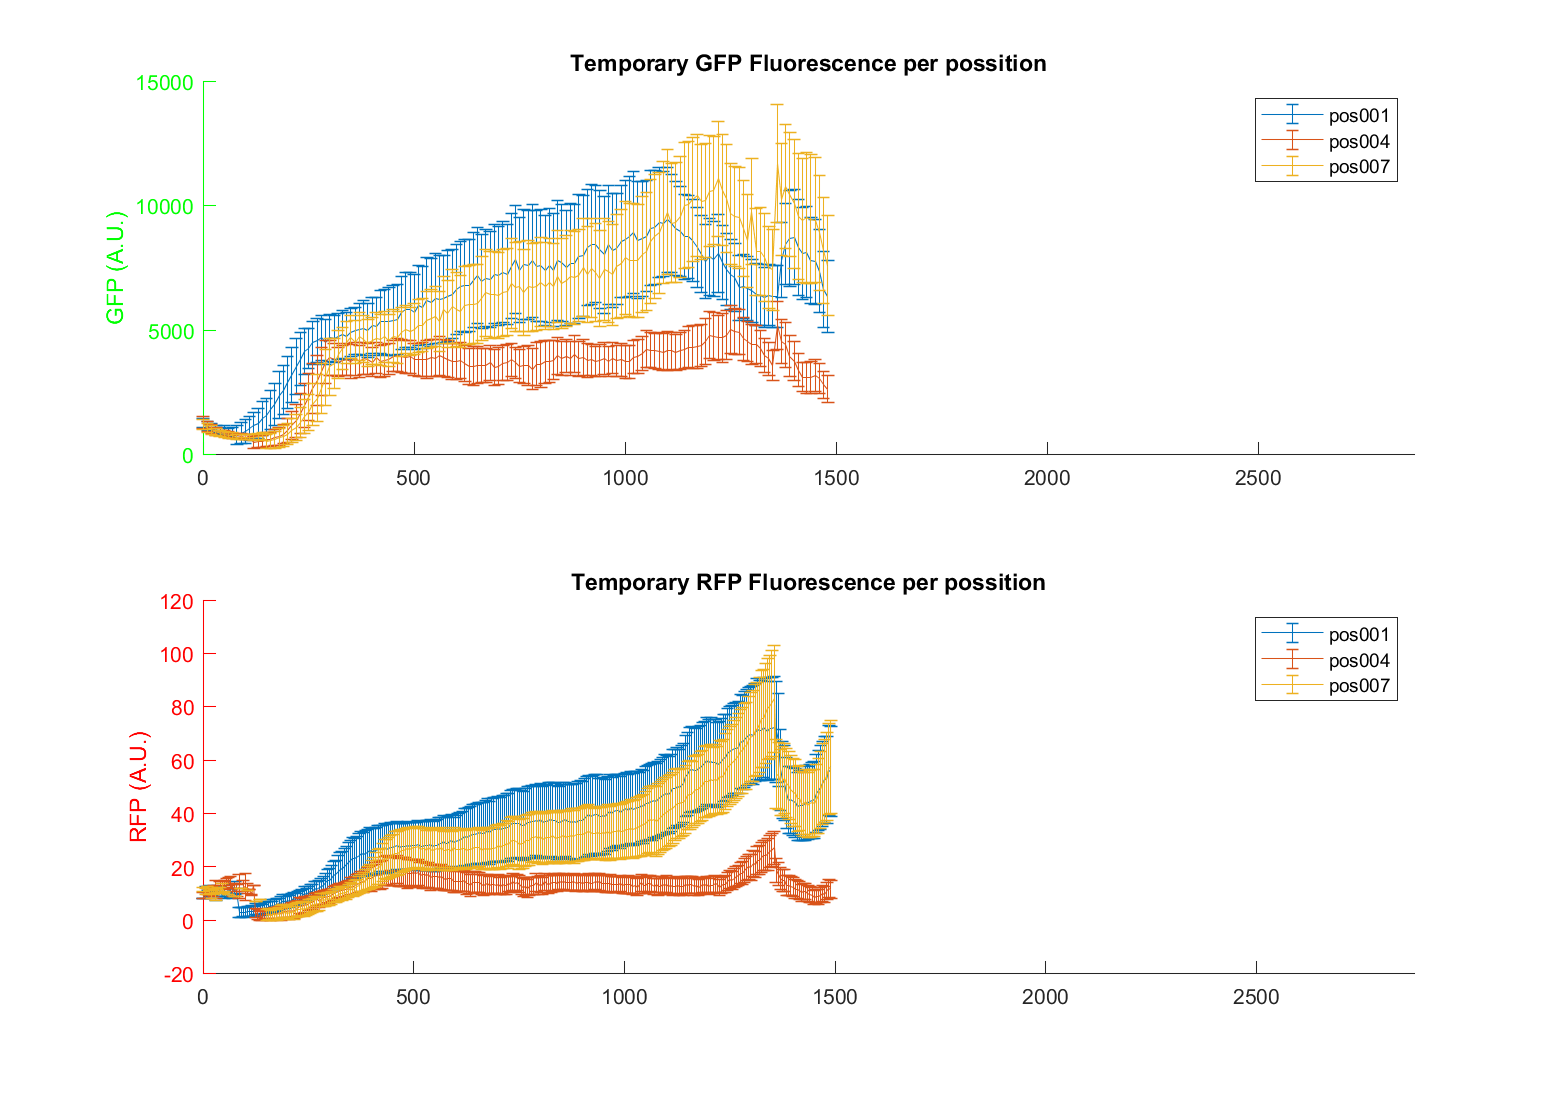 Temporary GFP Fluorescence per possition
15000
10000
5000
0
GFP (A.U.)
0 500 1000 1500 2000 2500
pos001
pos004
pos007
Temporary RFP Fluorescence per possition
120
100
80
60
40
20
0
-20
RFP (A.U.)
0 500 1000 1500 2000 2500
pos001
pos004
pos007